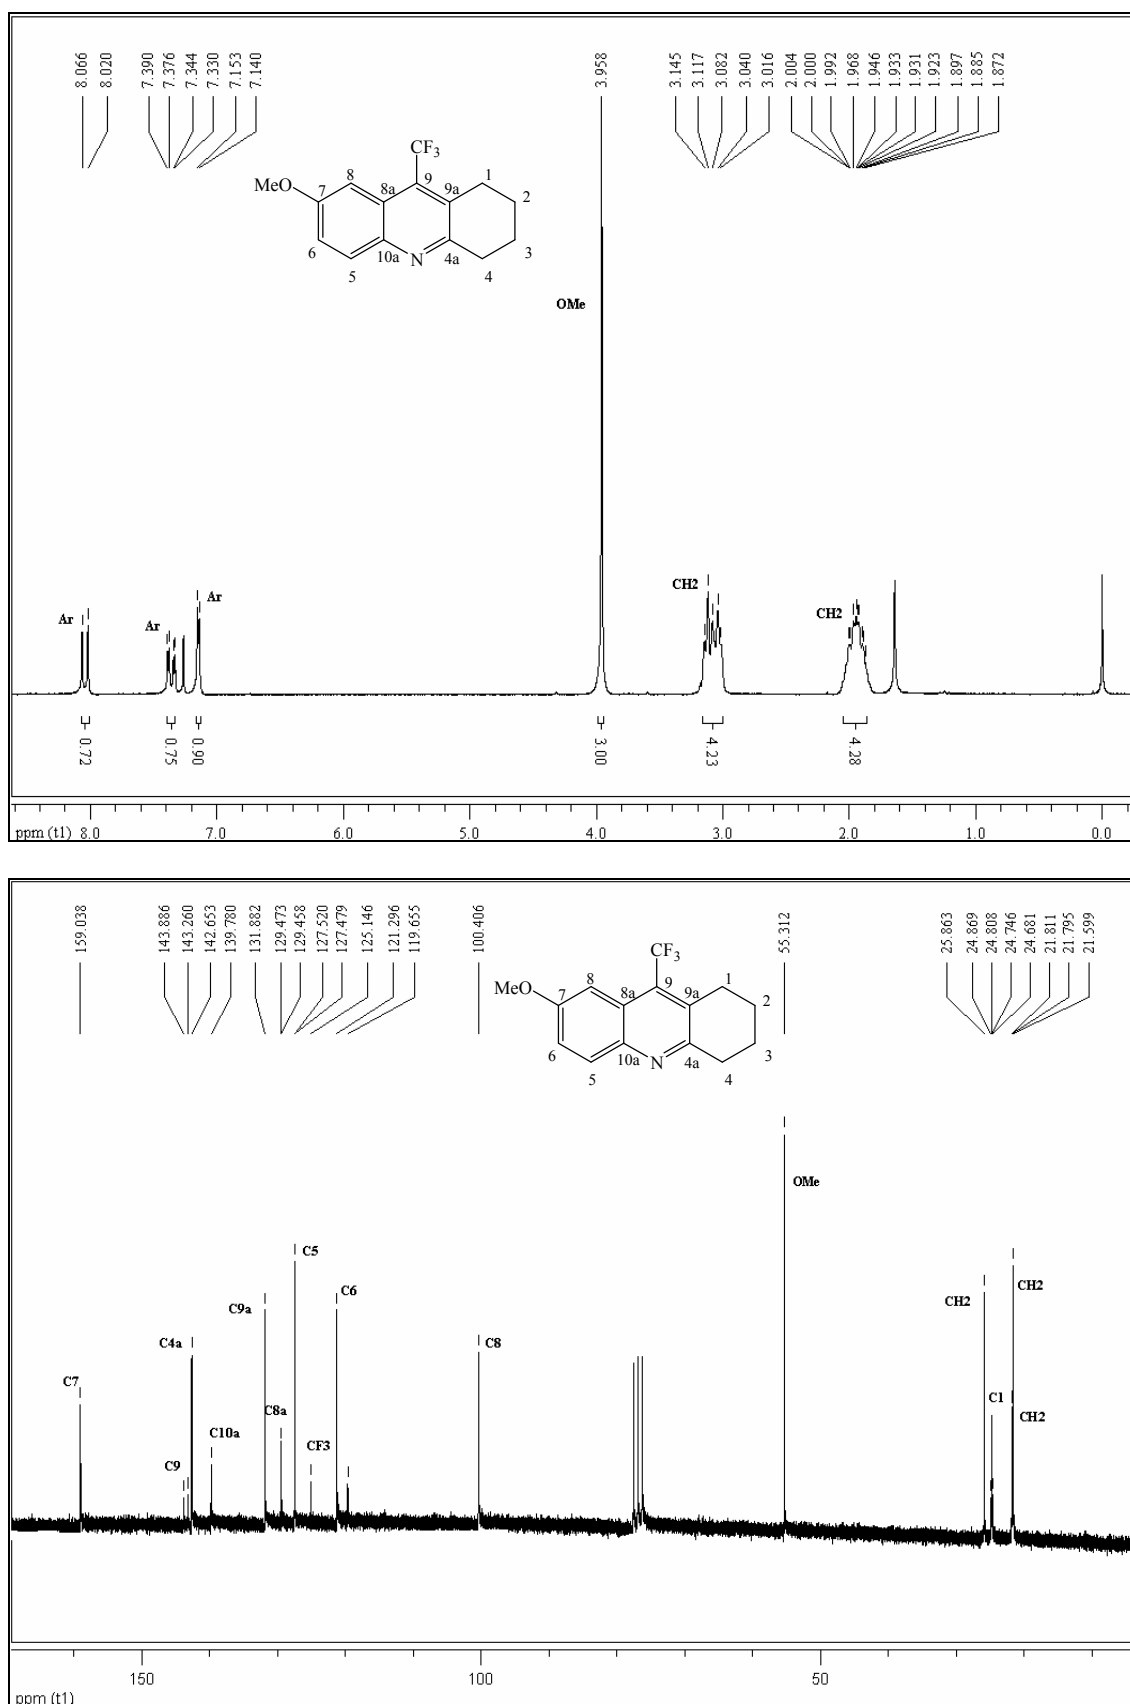 8.066 8.020 7.390 7.376 7.344 7.330 7.153 7.140 3.958 3.145 3.117 3.082 3.040 3.016 2.004 2.000 1.992 1.968 1.946 1.933 1.931 1.923 1.897 1.885 1.872
CF3
8 8a 9 9a 1
MeO 7 2
6 10a N 4a 3
5 4
OMe
CH2
Ar Ar Ar CH2
0.72 0.75 0.90 3.00 4.23 4.28
ppm (t1) 8.0 7.0 6.0 5.0 4.0 3.0 2.0 1.0 0.0
159.038 143.886 143.260 142.653 139.780 131.882 129.473 129.458 127.520 127.479 125.146 121.296 119.655 100.406 55.312 25.863 24.869 24.808 24.746 24.681 21.811 21.795 21.599
CF3
8 8a 9 9a 1
MeO 7 2
6 10a N 4a 3
5 4
OMe
C5
C6 CH2
C9a CH2
C4a C8
C7 C1
C8a CH2
C10a
CF3
C9
150 100 50
ppm (t1)